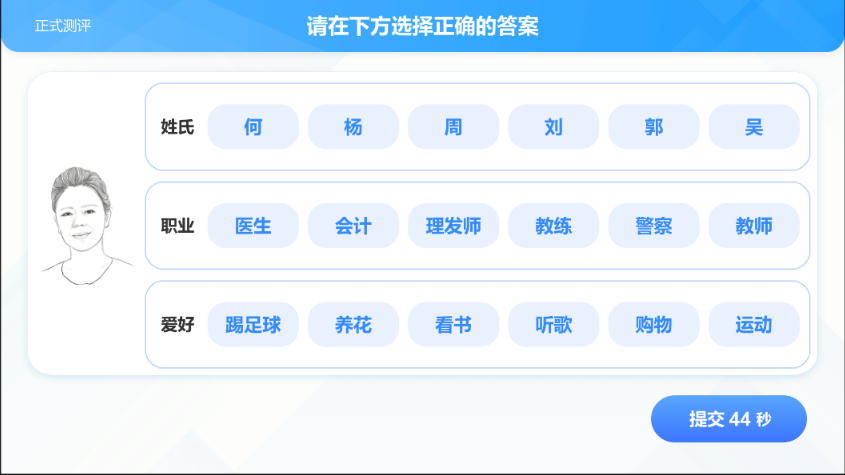 正式测评
请在下方选择正确的答案
姓氏 何 杨 周 刘 郭 吴
职业 医生 会计 理发师 教练 警察 教师
爱好 踢足球 养花 看书 听歌 购物 运动
提交 44 秒